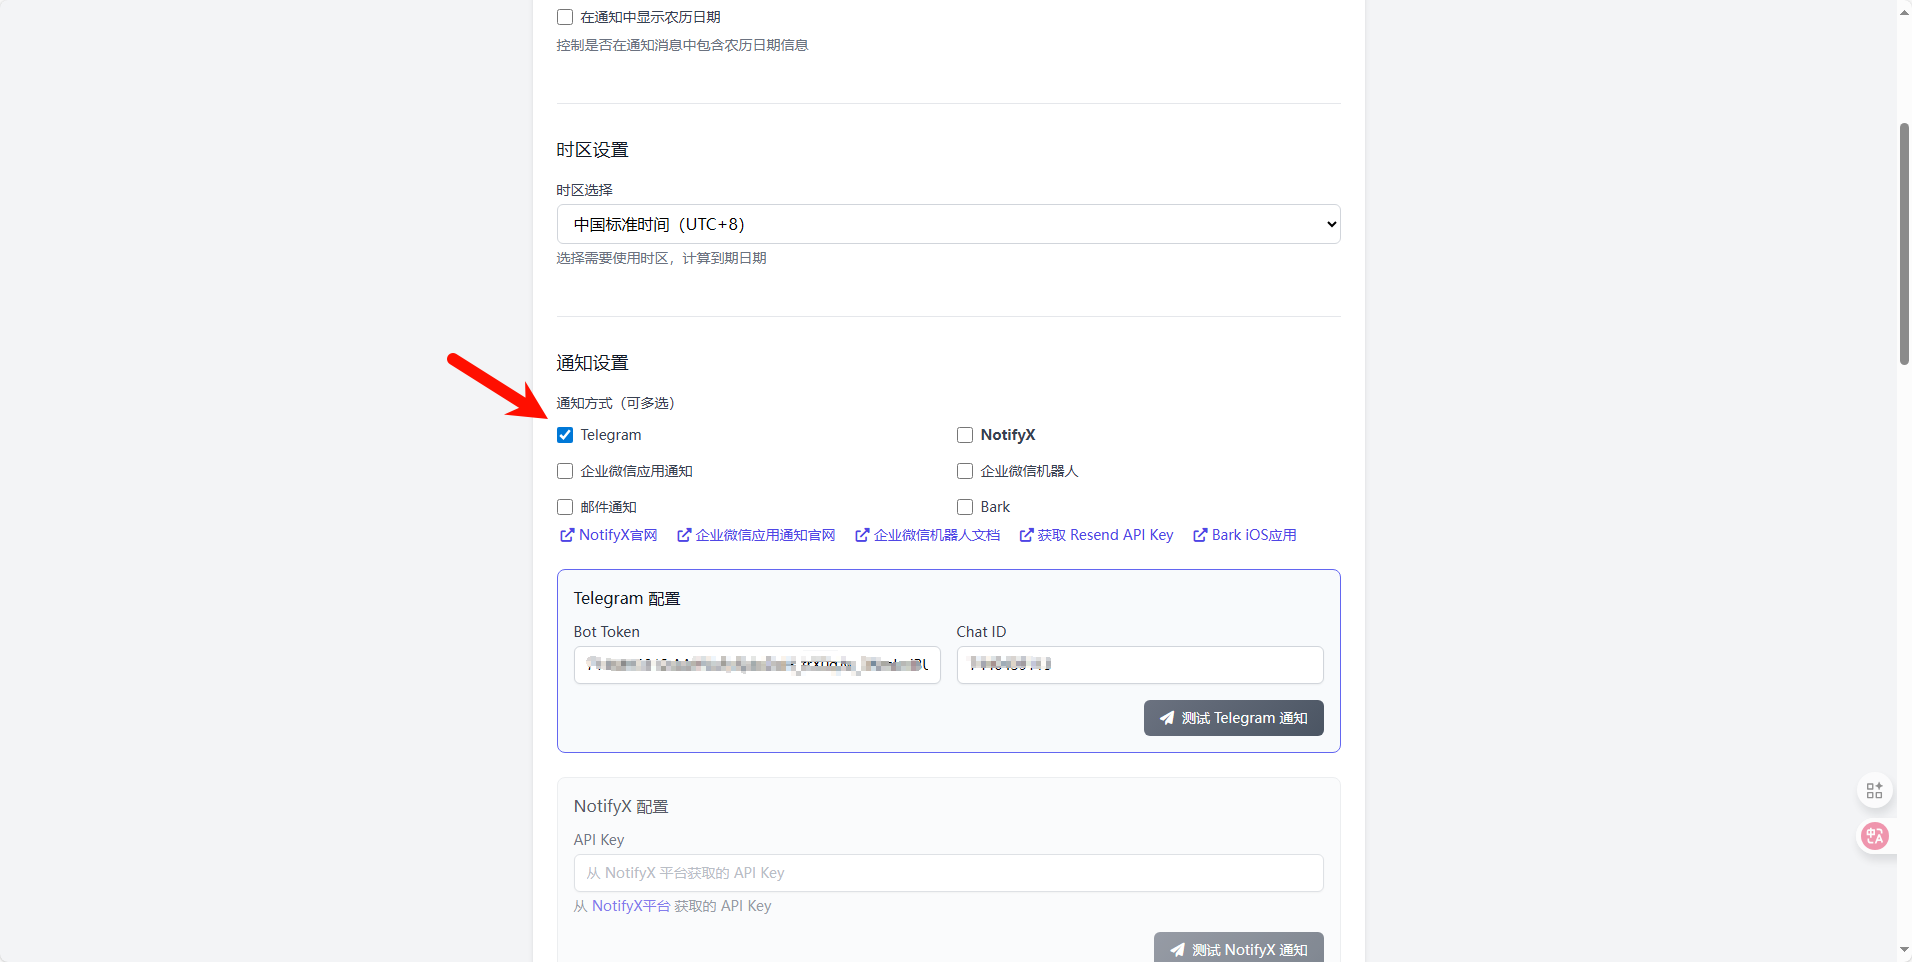 在通知中显示农历日期
控制是否在通知消息中包含农历日期信息
时区设置
时区选择
中国标准时间（UTC+8）
选择需要使用时区，计算到期日期
通知设置
通知方式（可多选）
Telegram
NotifyX
企业微信应用通知
企业微信机器人
邮件通知
Bark
NotifyX官网 企业微信应用通知官网 企业微信机器人文档 获取 Resend API Key Bark iOS应用
Telegram 配置
Bot Token
Chat ID
测试 Telegram 通知
NotifyX 配置
API Key
从 NotifyX 平台获取的 API Key
从 NotifyX平台 获取的 API Key
测试 NotifyX 通知